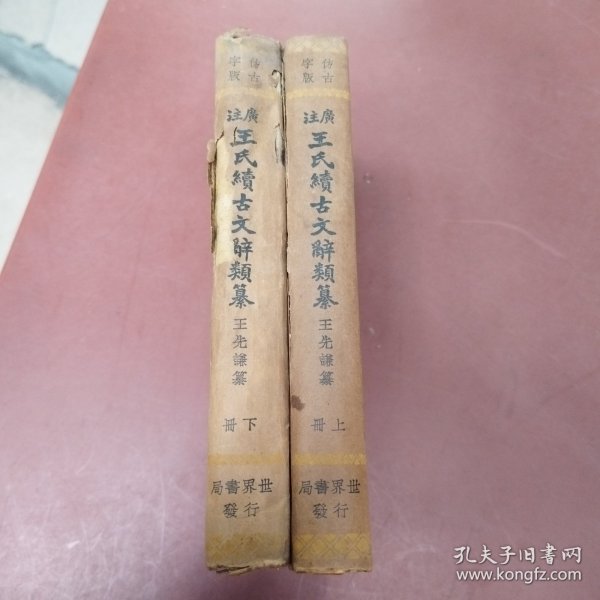 仿古
字版
廣注
王氏續古文辭類纂
王先謙纂
下冊
世界書局
發行
仿古
字版
廣注
王氏續古文辭類纂
王先謙纂
上冊
世界書局
發行
孔夫子旧书网
www.kongfz.com